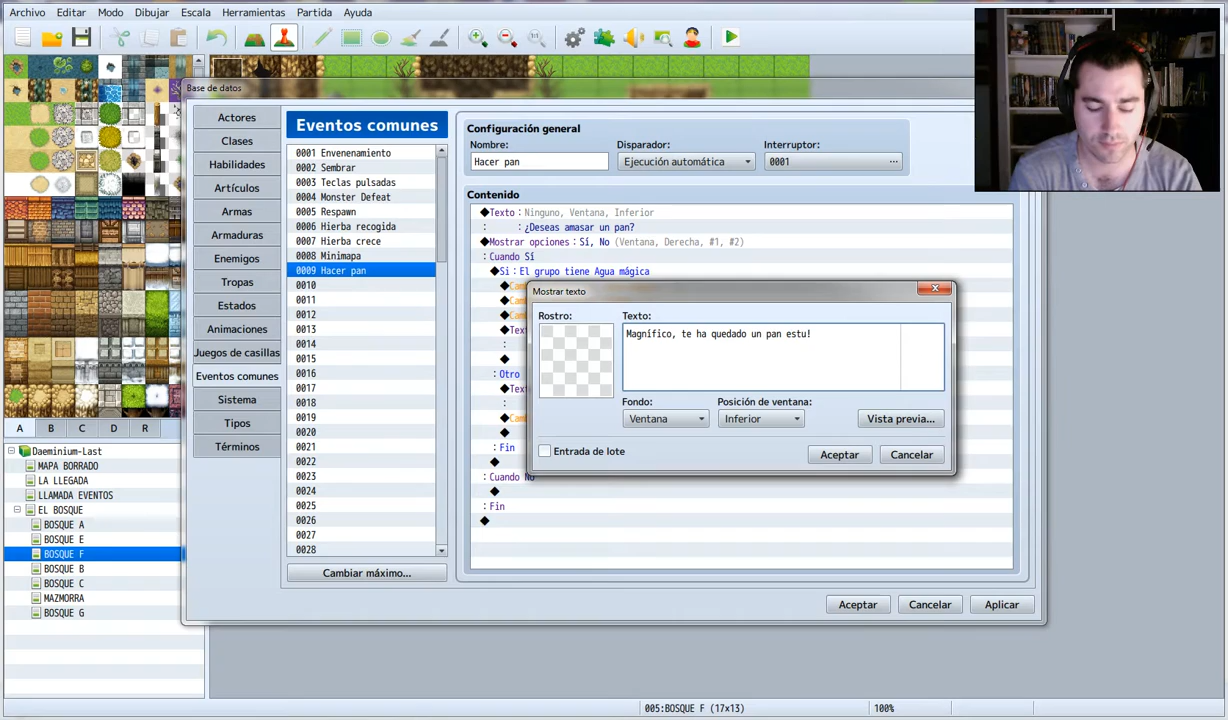 Archivo Editar Modo Dibujar Escala Herramientas Partida Ayuda
Base de datos
Actores
Clases
Habilidades
Artículos
Armas
Armaduras
Enemigos
Tropas
Estados
Animaciones
Juegos de casillas
Eventos comunes
Sistema
Tipos
Términos
Eventos comunes
0001 Envenenamiento
0002 Sembrar
0003 Teclas pulsadas
0004 Monster Defeat
0005 Respawn
0006 Hierba recogida
0007 Hierba crece
0008 Minimapa
0009 Hacer pan
0010
0011
0012
0013
0014
0015
0016
0017
0018
0019
0020
0021
0022
0023
0024
0025
0026
0027
0028
Cambiar máximo...
Configuración general
Nombre: Disparador: Interruptor:
Hacer pan Ejecución automática 0001 ...
Contenido
◆Texto：Ninguno, Ventana, Inferior
：　　：¿Deseas amasar un pan?
◆Mostrar opciones：Sí, No (Ventana, Derecha, #1, #2)
：Cuando Sí
◆Si：El grupo tiene Agua mágica
：Otro
：Fin
：Cuando No
：Fin
Mostrar texto
Rostro: Texto:
Magnífico, te ha quedado un pan estu!
Fondo: Posición de ventana:
Ventana Inferior Vista previa...
Entrada de lote
Aceptar Cancelar
Aceptar Cancelar Aplicar
A B C D R
Daeminium-Last
MAPA BORRADO
LA LLEGADA
LLAMADA EVENTOS
EL BOSQUE
BOSQUE A
BOSQUE E
BOSQUE F
BOSQUE B
BOSQUE C
MAZMORRA
BOSQUE G
005:BOSQUE F (17x13) 100%